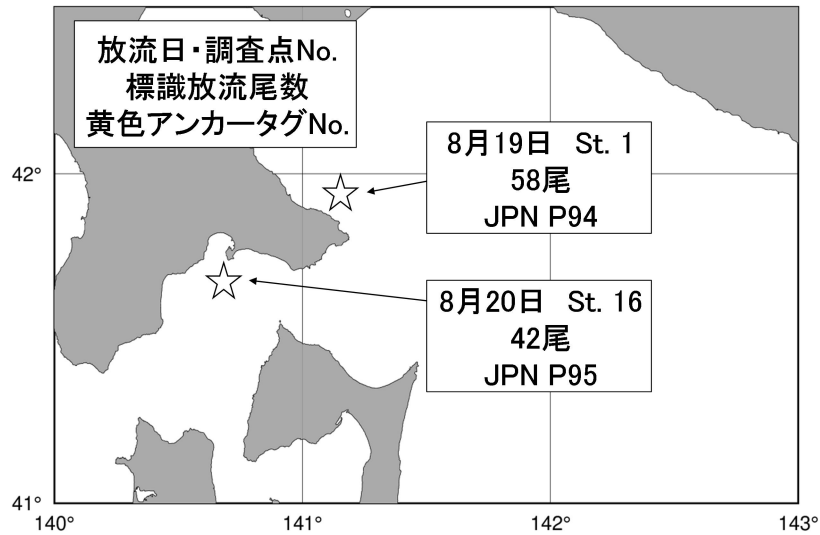 放流日・調査点No.
標識放流尾数
黄色アンカータグNo.
8月19日 St. 1
58尾
JPN P94
8月20日 St. 16
42尾
JPN P95
42°
41°
140°
141°
142°
143°